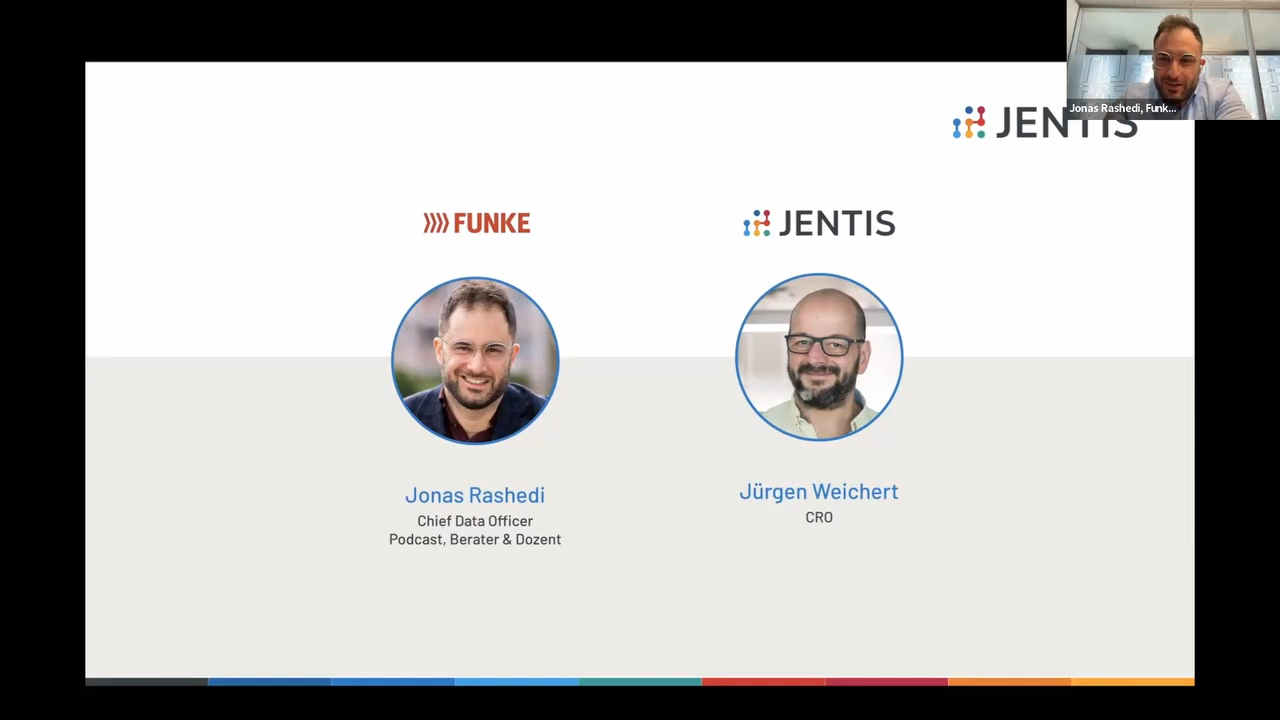 Jonas Rashedi, Funk...
JENTIS
FUNKE
JENTIS
Jonas Rashedi
Chief Data Officer
Podcast, Berater & Dozent
Jürgen Weichert
CRO